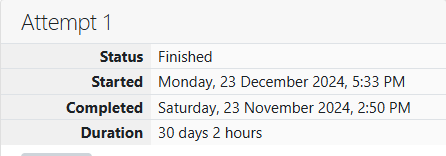 Attempt 1
Status Finished
Started Monday, 23 December 2024, 5:33 PM
Completed Saturday, 23 November 2024, 2:50 PM
Duration 30 days 2 hours